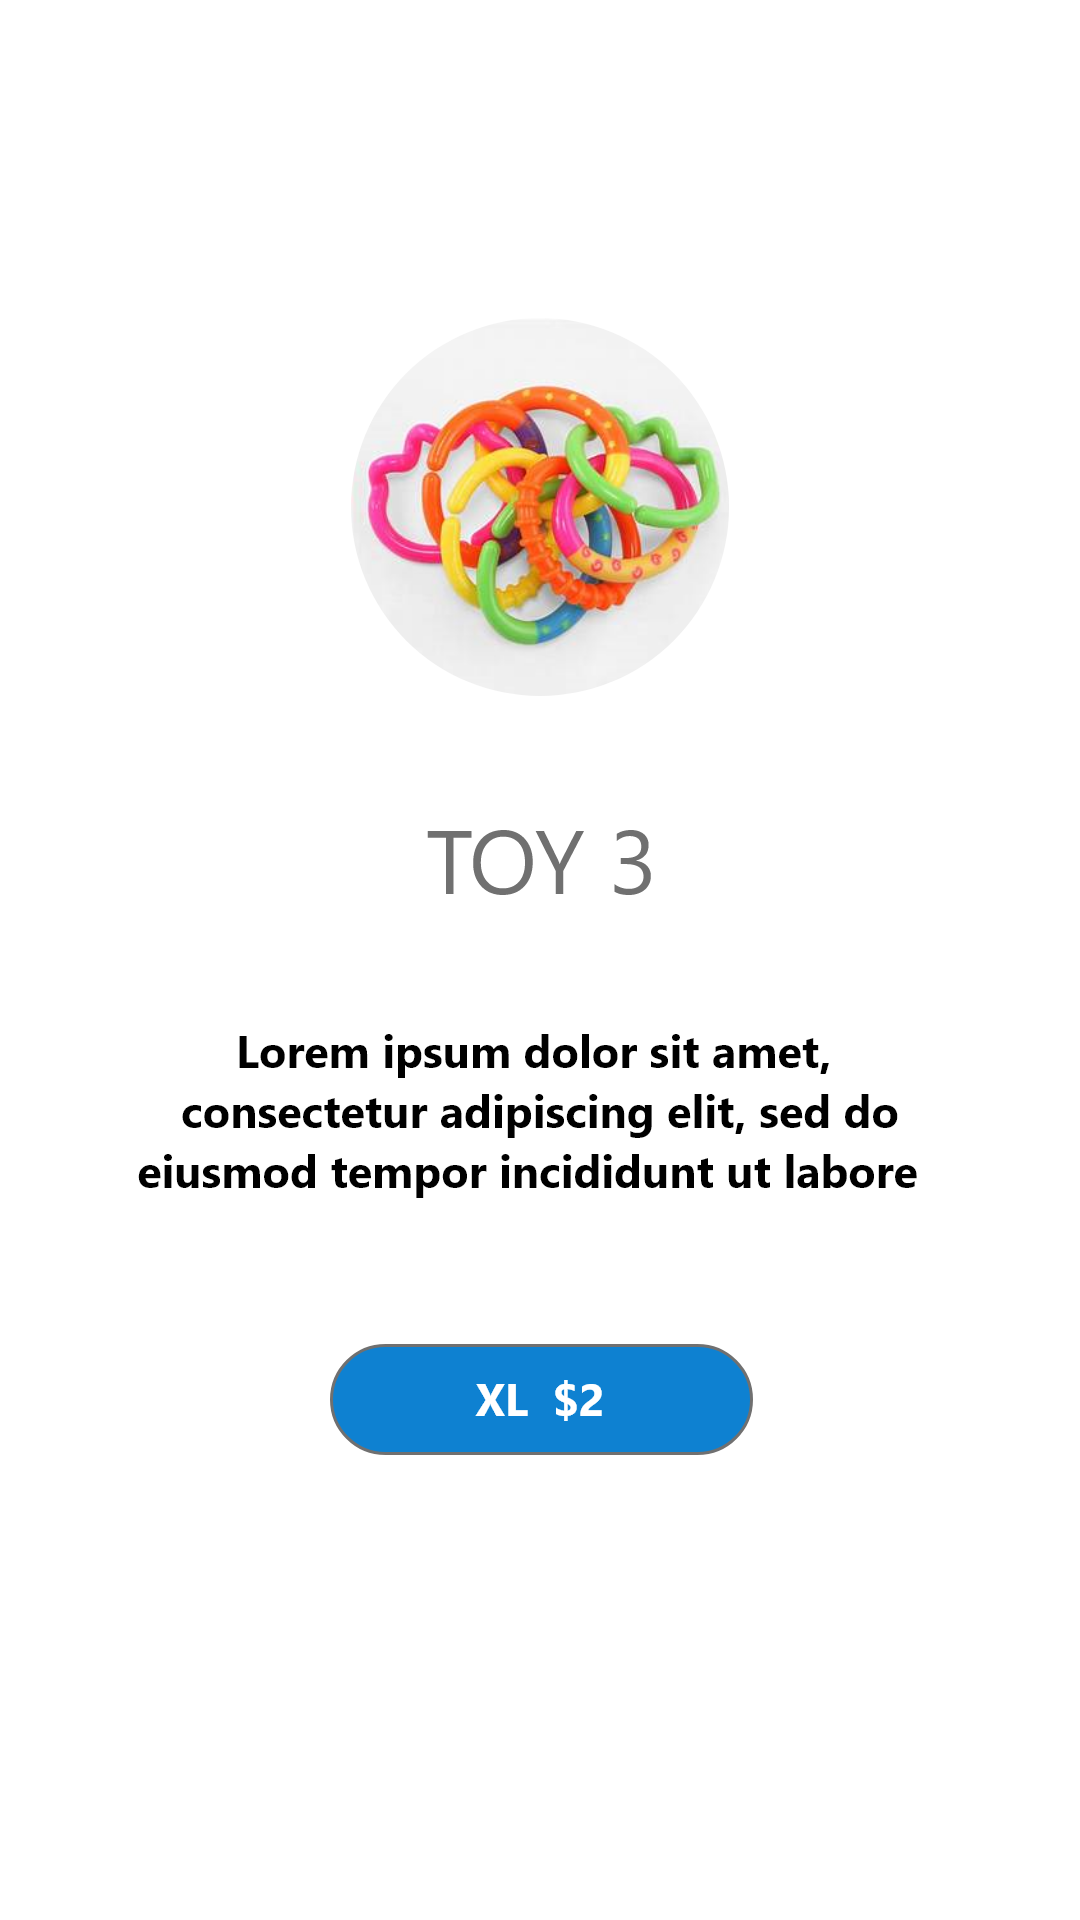 TOY 3
Lorem ipsum dolor sit amet,
consectetur adipiscing elit, sed do
eiusmod tempor incididunt ut labore
XL $2